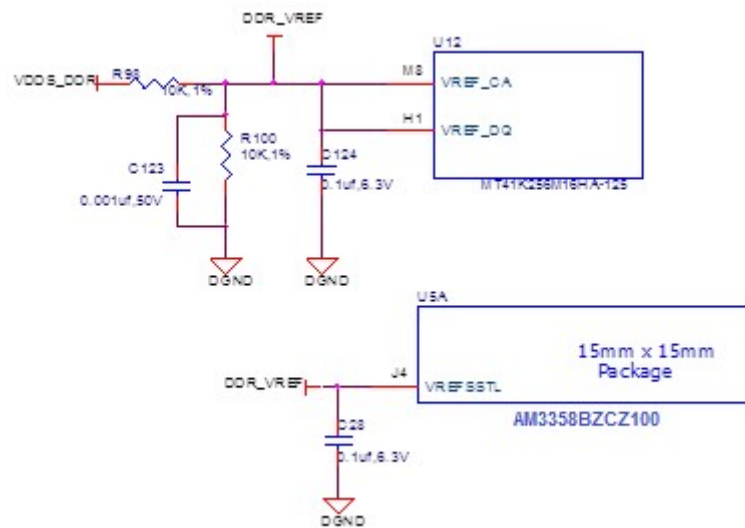 DDR_VREF
U12
VDDS_DDR
R98
10K,1%
M8
VREF_CA
H1
VREF_DQ
R100
10K,1%
C123
0.001uf,50V
C124
0.1uf,6.3V
MT41K256M16HA-125
DGND
DGND
U5A
15mm x 15mm
Package
DDR_VREF
J4
VREFSSTL
AM3358BZCZ100
C28
0.1uf,6.3V
DGND